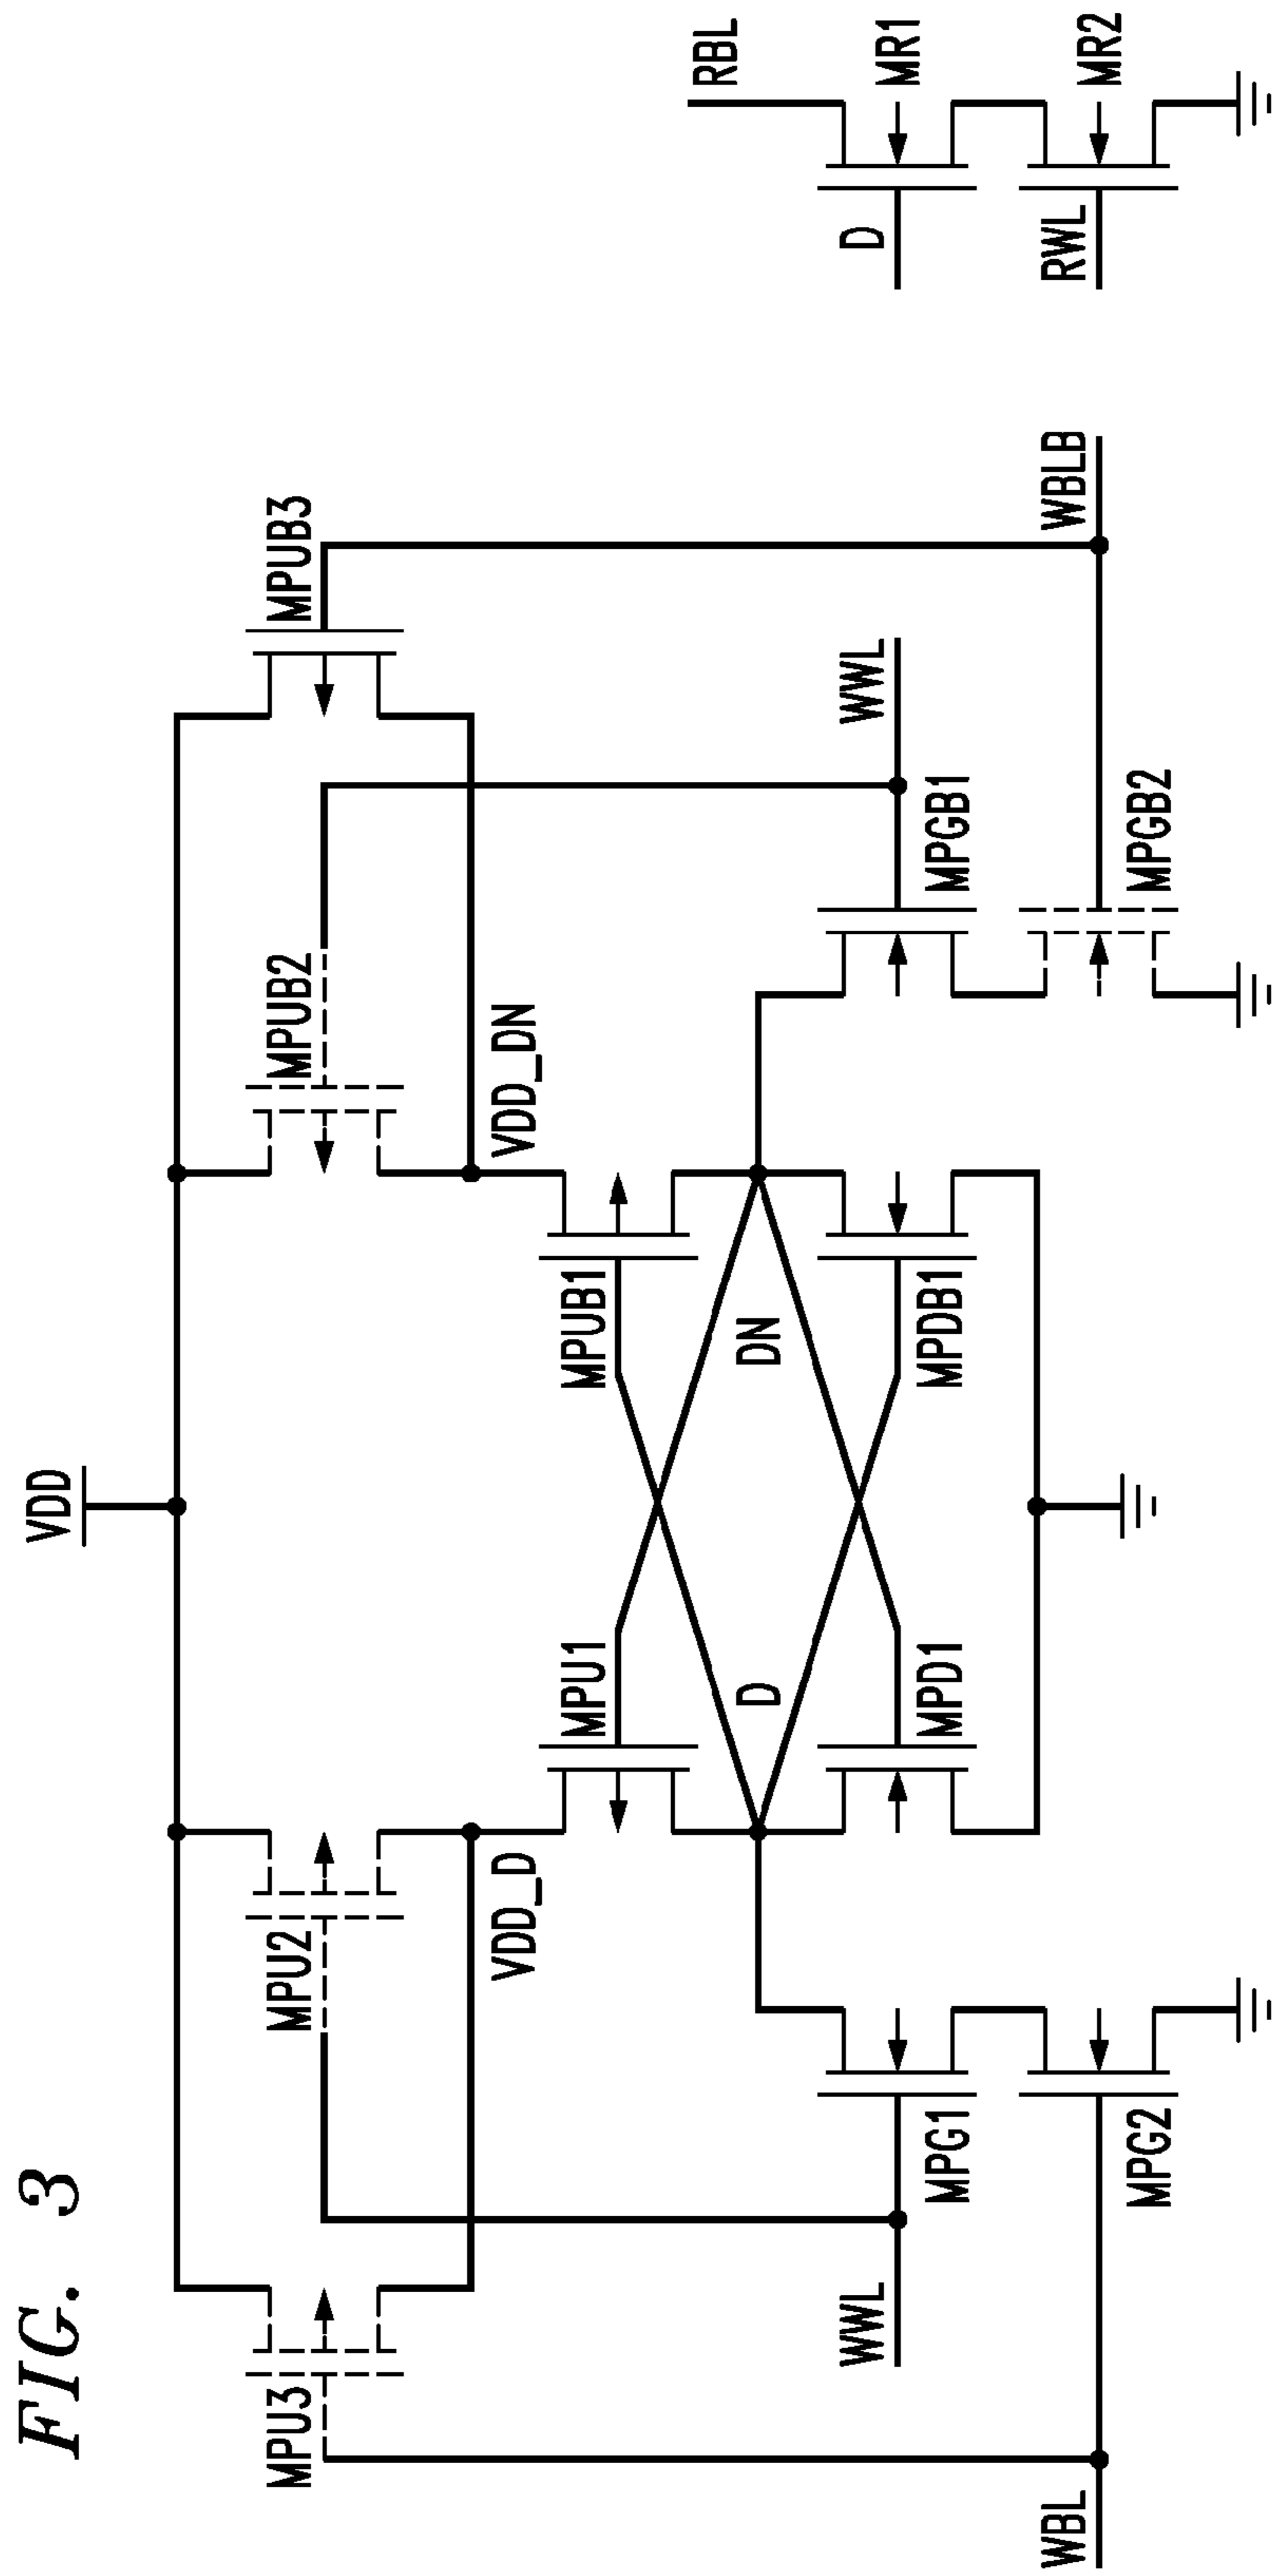 FIG. 3
VDD
MPU3
MPU2
MPUB2
MPUB3
VDD_D
VDD_DN
MPU1
MPUB1
RBL
D
DN
WWL
WWL
D
MR1
MPG1
MPD1
MPDB1
MPGB1
WBL
WBLB
RWL
MR2
MPG2
MPGB2